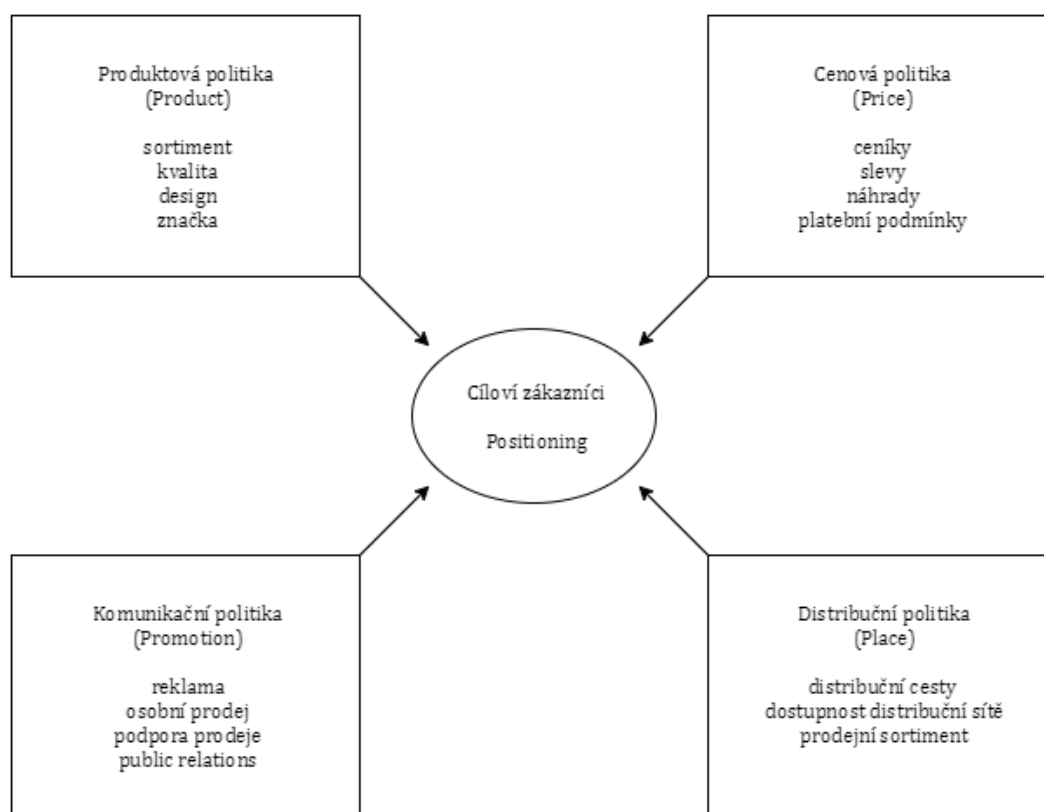 Produktová politika
(Product)
sortiment
kvalita
design
značka
Cenová politika
(Price)
ceníky
slevy
náhrady
platební podmínky
Cíloví zákazníci
Positioning
Komunikační politika
(Promotion)
reklama
osobní prodej
podpora prodeje
public relations
Distribuční politika
(Place)
distribuční cesty
dostupnost distribuční sítě
prodejní sortiment